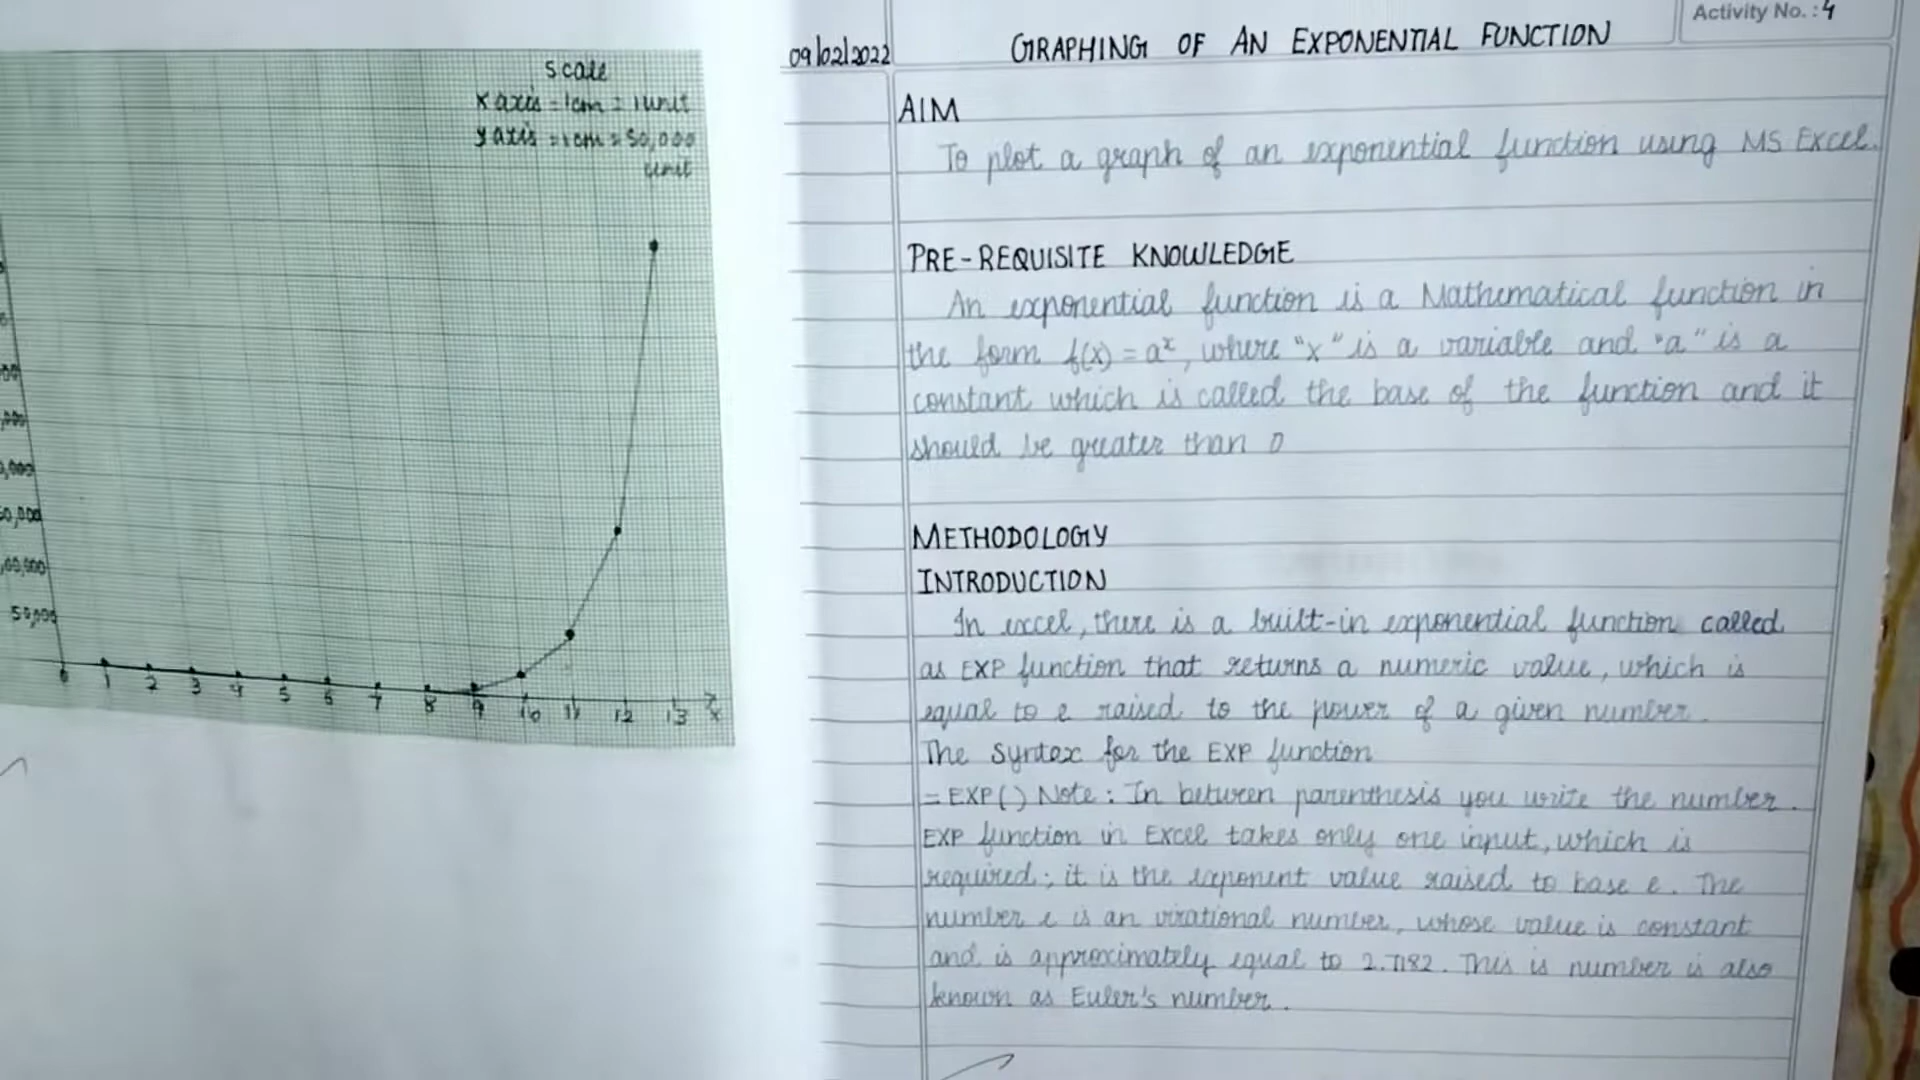 scale
x axis = 1cm = 1 unit
y axis = 1cm = 50,000
unit
50,000
0 1 2 3 4 5 6 7 8 9 10 11 12 13 x
Activity No. : 4
09/02/2022
GRAPHING OF AN EXPONENTIAL FUNCTION
AIM
To plot a graph of an exponential function using MS Excel.
PRE-REQUISITE KNOWLEDGE
An exponential function is a Mathematical function in
the form f(x) = aˣ, where "x" is a variable and "a" is a
constant which is called the base of the function and it
should be greater than 0
METHODOLOGY
INTRODUCTION
In excel, there is a built-in exponential function called
as EXP function that returns a numeric value, which is
equal to e raised to the power of a given number.
The syntax for the EXP function
= EXP() Note: In between parenthesis you write the number.
EXP function in Excel takes only one input, which is
required; it is the exponent value raised to base e. The
number e is an irrational number, whose value is constant
and is approximately equal to 2.7182. This is number is also
known as Euler's number.